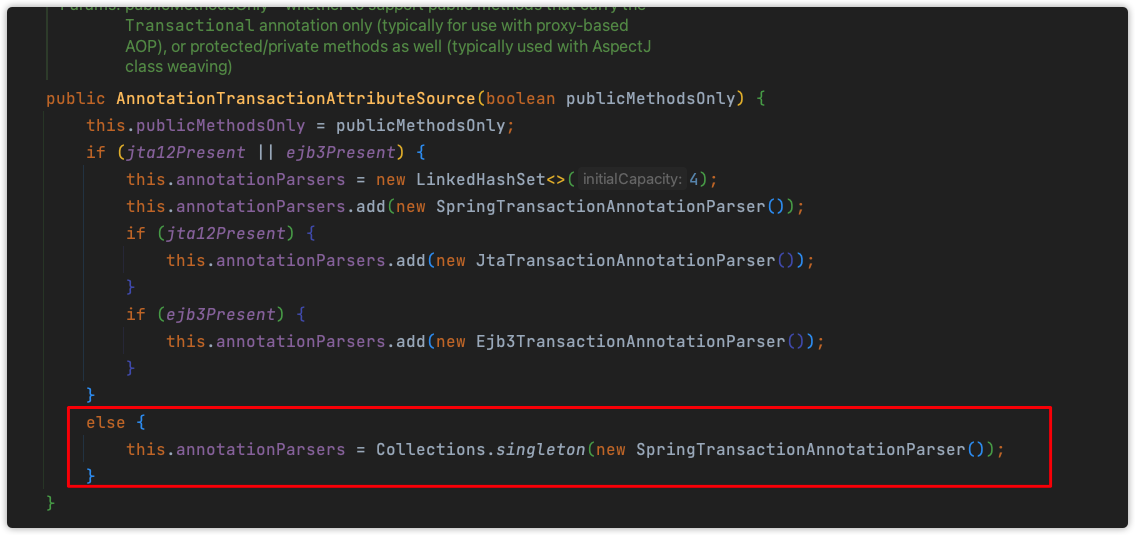 Params: publicMethodsOnly – whether to support public methods that carry the
Transactional annotation only (typically for use with proxy-based
AOP), or protected/private methods as well (typically used with AspectJ
class weaving)
public AnnotationTransactionAttributeSource(boolean publicMethodsOnly) {
this.publicMethodsOnly = publicMethodsOnly;
if (jta12Present || ejb3Present) {
this.annotationParsers = new LinkedHashSet<>( initialCapacity: 4);
this.annotationParsers.add(new SpringTransactionAnnotationParser());
if (jta12Present) {
this.annotationParsers.add(new JtaTransactionAnnotationParser());
}
if (ejb3Present) {
this.annotationParsers.add(new Ejb3TransactionAnnotationParser());
}
}
else {
this.annotationParsers = Collections.singleton(new SpringTransactionAnnotationParser());
}
}